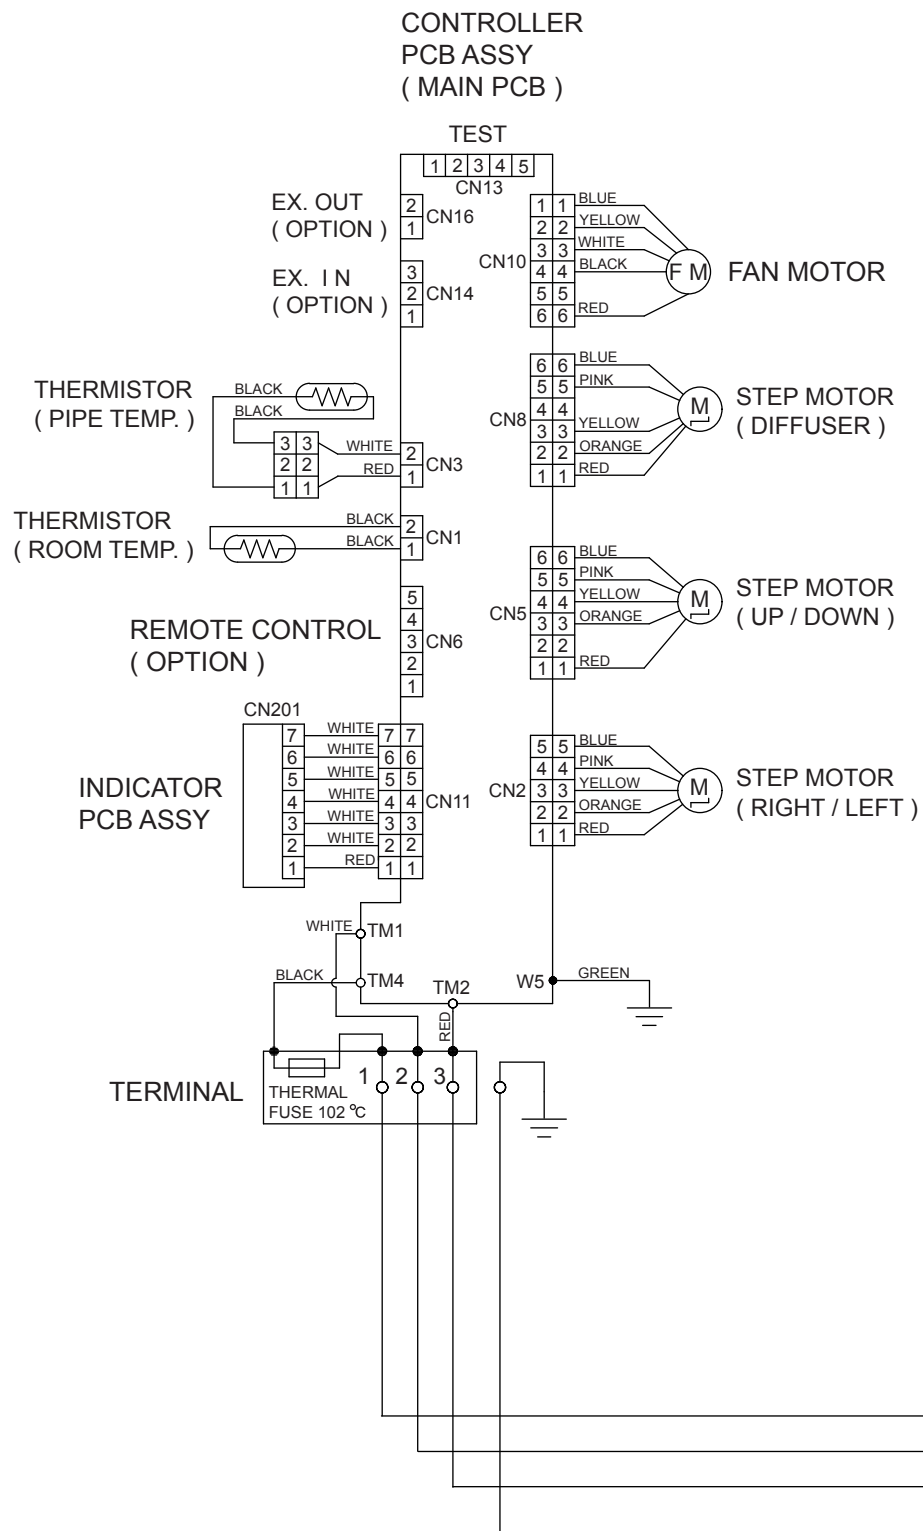 CONTROLLER
PCB ASSY
( MAIN PCB )
TEST
1 2 3 4 5
CN13
EX. OUT
( OPTION )
2
1
CN16
EX. IN
( OPTION )
3
2
1
CN14
THERMISTOR
( PIPE TEMP. )
BLACK
BLACK
3 3
2 2
1 1
WHITE
RED
2
1
CN3
THERMISTOR
( ROOM TEMP. )
BLACK
BLACK
2
1
CN1
REMOTE CONTROL
( OPTION )
5
4
3
2
1
CN6
CN201
INDICATOR
PCB ASSY
7 WHITE 7 7
6 WHITE 6 6
5 WHITE 5 5
4 WHITE 4 4
3 WHITE 3 3
2 WHITE 2 2
1 RED 1 1
CN11
CN10
1 1 BLUE
2 2 YELLOW
3 3 WHITE
4 4 BLACK
5 5
6 6 RED
F M
FAN MOTOR
CN8
6 6 BLUE
5 5 PINK
4 4
3 3 YELLOW
2 2 ORANGE
1 1 RED
M
STEP MOTOR
( DIFFUSER )
CN5
6 6 BLUE
5 5 PINK
4 4 YELLOW
3 3 ORANGE
2 2
1 1 RED
M
STEP MOTOR
( UP / DOWN )
CN2
5 5 BLUE
4 4 PINK
3 3 YELLOW
2 2 ORANGE
1 1 RED
M
STEP MOTOR
( RIGHT / LEFT )
WHITE TM1
BLACK TM4
TM2
RED
W5 GREEN
TERMINAL
1 2 3
THERMAL
FUSE 102 °C